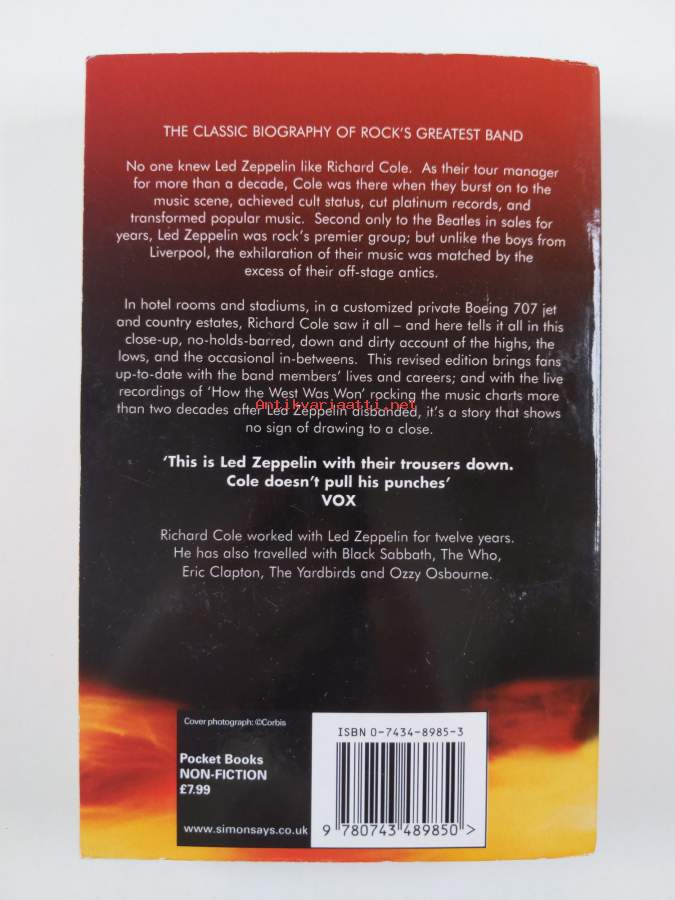 THE CLASSIC BIOGRAPHY OF ROCK'S GREATEST BAND
No one knew Led Zeppelin like Richard Cole. As their tour manager
for more than a decade, Cole was there when they burst on to the
music scene, achieved cult status, cut platinum records, and
transformed popular music. Second only to the Beatles in sales for
years, Led Zeppelin was rock's premier group; but unlike the boys from
Liverpool, the exhilaration of their music was matched by the
excess of their off-stage antics.
In hotel rooms and stadiums, in a customized private Boeing 707 jet
and country estates, Richard Cole saw it all – and here tells it all in this
close-up, no-holds-barred, down and dirty account of the highs, the
lows, and the occasional in-betweens. This revised edition brings fans
up-to-date with the band members' lives and careers; and with the live
recordings of 'How the West Was Won' rocking the music charts more
Antikvariaatti.net
than two decades after Led Zeppelin disbanded, it's a story that shows
no sign of drawing to a close.
'This is Led Zeppelin with their trousers down.
Cole doesn't pull his punches'
VOX
Richard Cole worked with Led Zeppelin for twelve years.
He has also travelled with Black Sabbath, The Who,
Eric Clapton, The Yardbirds and Ozzy Osbourne.
Cover photograph: ©Corbis
Pocket Books
NON-FICTION
£7.99
www.simonsays.co.uk
ISBN 0-7434-8985-3
9 780743 489850 >